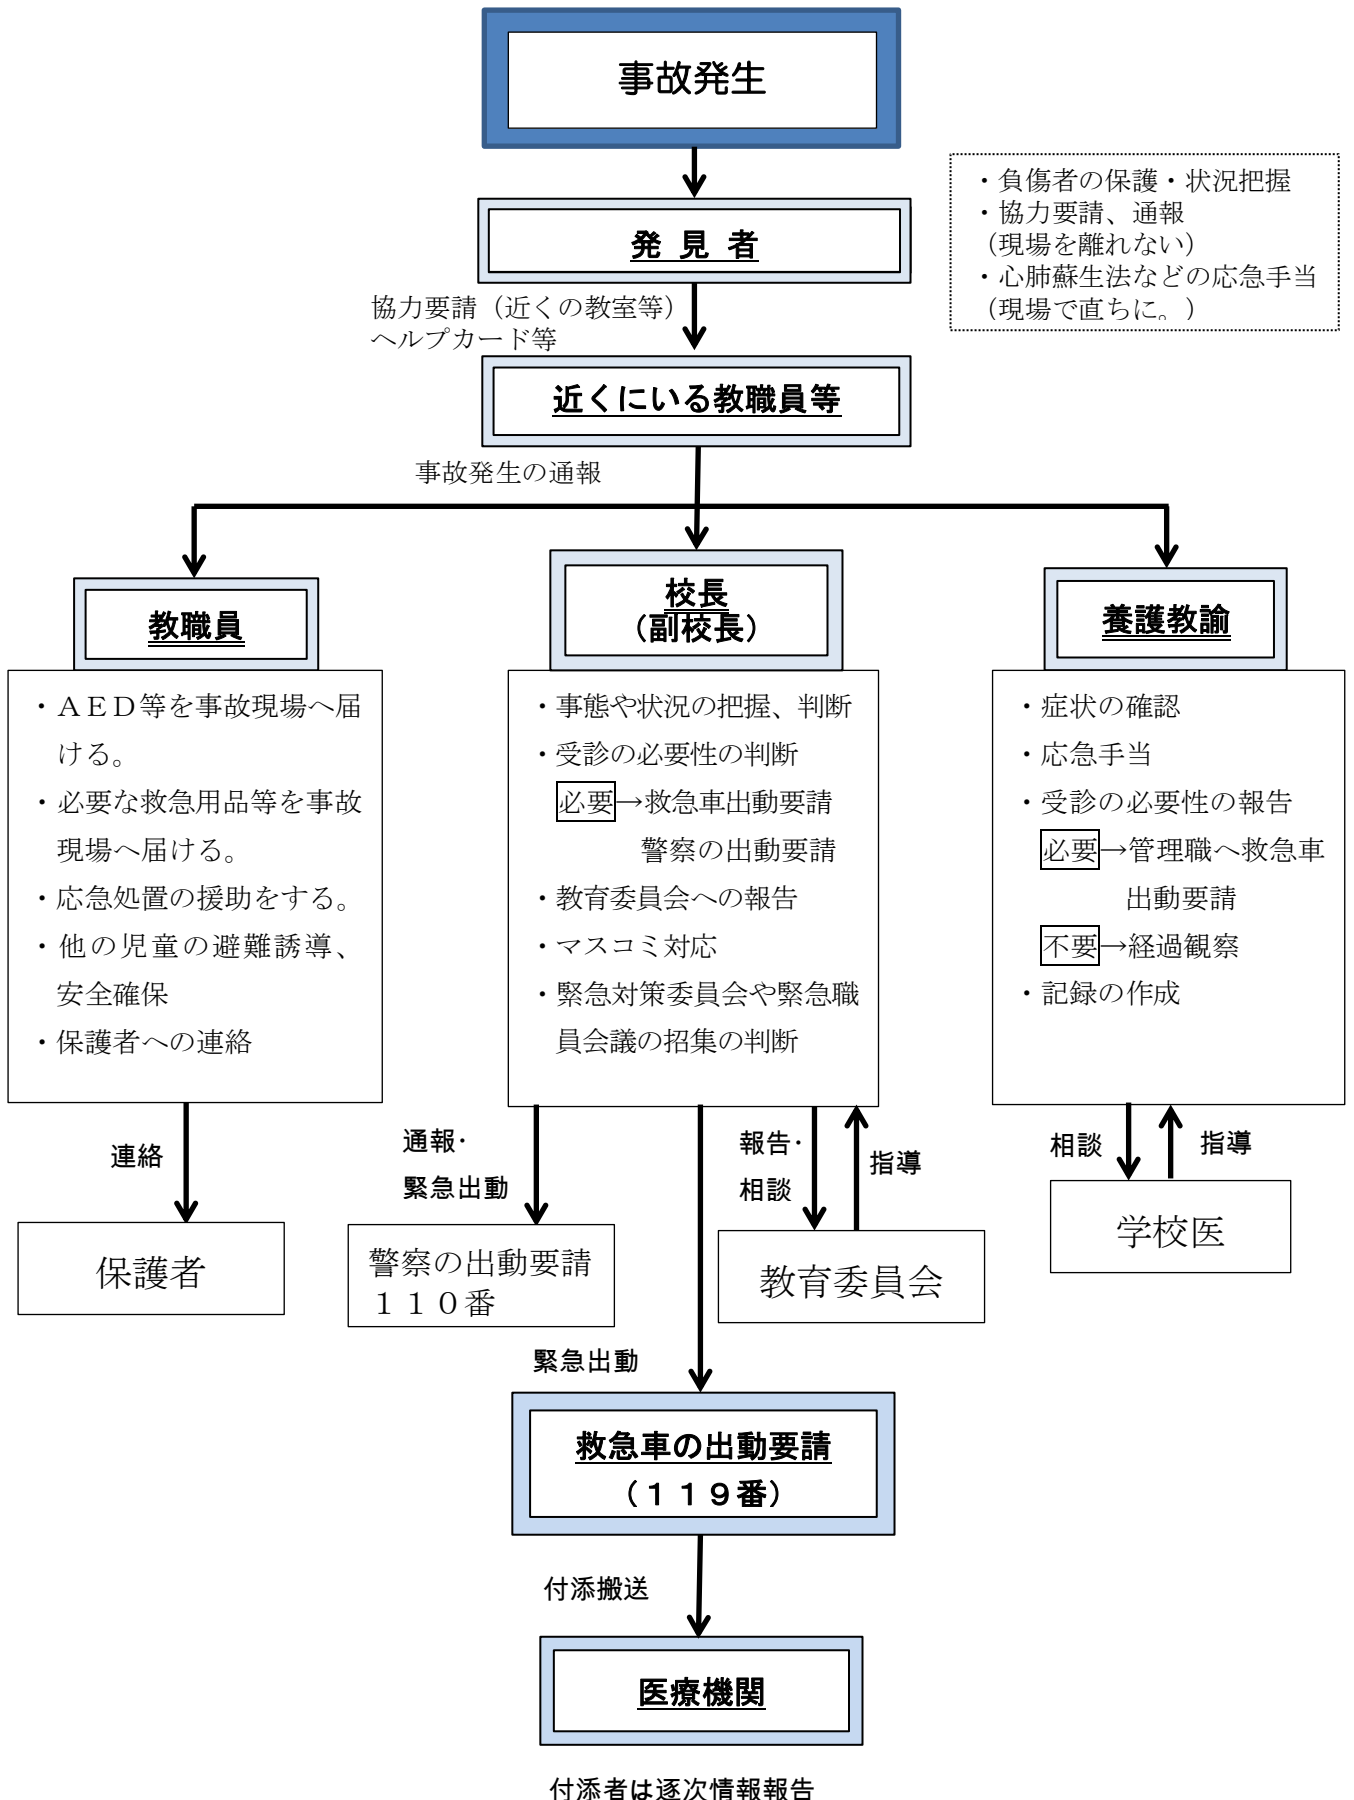 事故発生
発 見 者
・負傷者の保護・状況把握
・協力要請、通報
（現場を離れない）
・心肺蘇生法などの応急手当
（現場で直ちに。）
協力要請（近くの教室等）
ヘルプカード等
近くにいる教職員等
事故発生の通報
教職員
・ＡＥＤ等を事故現場へ届
ける。
・必要な救急用品等を事故
現場へ届ける。
・応急処置の援助をする。
・他の児童の避難誘導、
安全確保
・保護者への連絡
校長
（副校長）
・事態や状況の把握、判断
・受診の必要性の判断
必要→救急車出動要請
警察の出動要請
・教育委員会への報告
・マスコミ対応
・緊急対策委員会や緊急職
員会議の招集の判断
養護教諭
・症状の確認
・応急手当
・受診の必要性の報告
必要→管理職へ救急車
出動要請
不要→経過観察
・記録の作成
連絡
保護者
通報・
緊急出動
警察の出動要請
１１０番
報告・
相談
指導
教育委員会
相談
指導
学校医
緊急出動
救急車の出動要請
（１１９番）
付添搬送
医療機関
付添者は逐次情報報告